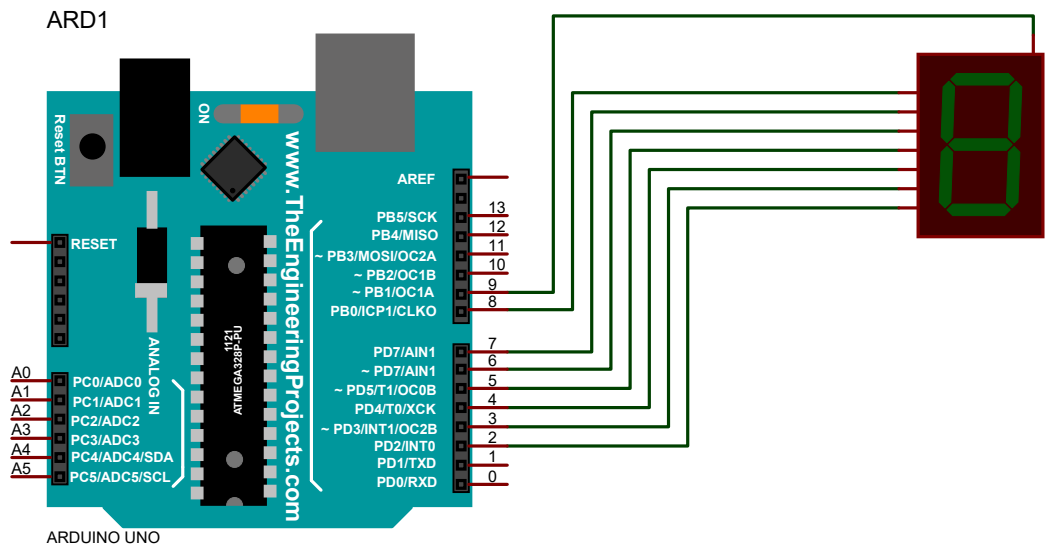 ARD1
Reset BTN
ON
www.TheEngineeringProjects.com
AREF
PB5/SCK 13
PB4/MISO 12
~ PB3/MOSI/OC2A 11
~ PB2/OC1B 10
~ PB1/OC1A 9
PB0/ICP1/CLKO 8
RESET
1121
ATMEGA328P-PU
ANALOG IN
PD7/AIN1 7
~ PD7/AIN1 6
~ PD5/T1/OC0B 5
PD4/T0/XCK 4
~ PD3/INT1/OC2B 3
PD2/INT0 2
PD1/TXD 1
PD0/RXD 0
A0 PC0/ADC0
A1 PC1/ADC1
A2 PC2/ADC2
A3 PC3/ADC3
A4 PC4/ADC4/SDA
A5 PC5/ADC5/SCL
ARDUINO UNO